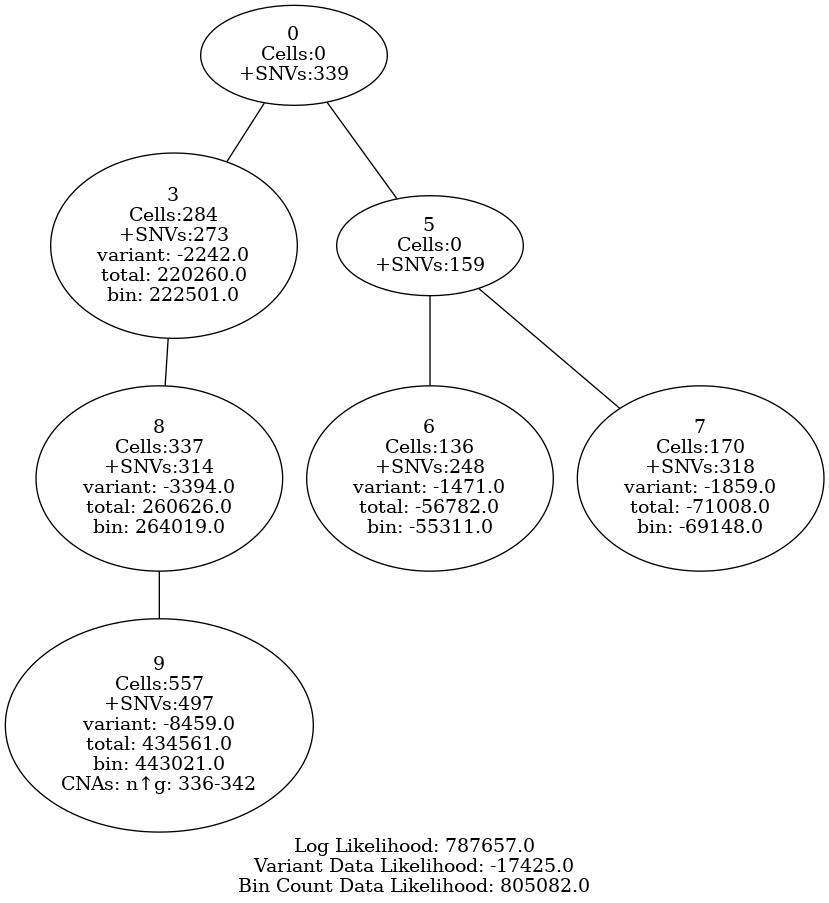 0
Cells:0
+SNVs:339
3
Cells:284
+SNVs:273
variant: -2242.0
total: 220260.0
bin: 222501.0
5
Cells:0
+SNVs:159
8
Cells:337
+SNVs:314
variant: -3394.0
total: 260626.0
bin: 264019.0
6
Cells:136
+SNVs:248
variant: -1471.0
total: -56782.0
bin: -55311.0
7
Cells:170
+SNVs:318
variant: -1859.0
total: -71008.0
bin: -69148.0
9
Cells:557
+SNVs:497
variant: -8459.0
total: 434561.0
bin: 443021.0
CNAs: n↑g: 336-342
Log Likelihood: 787657.0
Variant Data Likelihood: -17425.0
Bin Count Data Likelihood: 805082.0